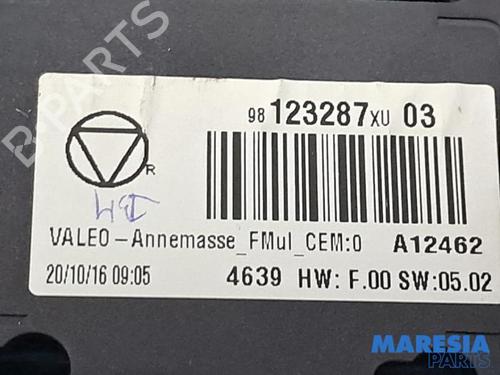 98 123287 XU 03
R
VALEO-Annemasse_FMul_CEM:0 A12462
20/10/16 09:05 4639 HW: F.00 SW:05.02
B-Parts
MARESIA
PARTS